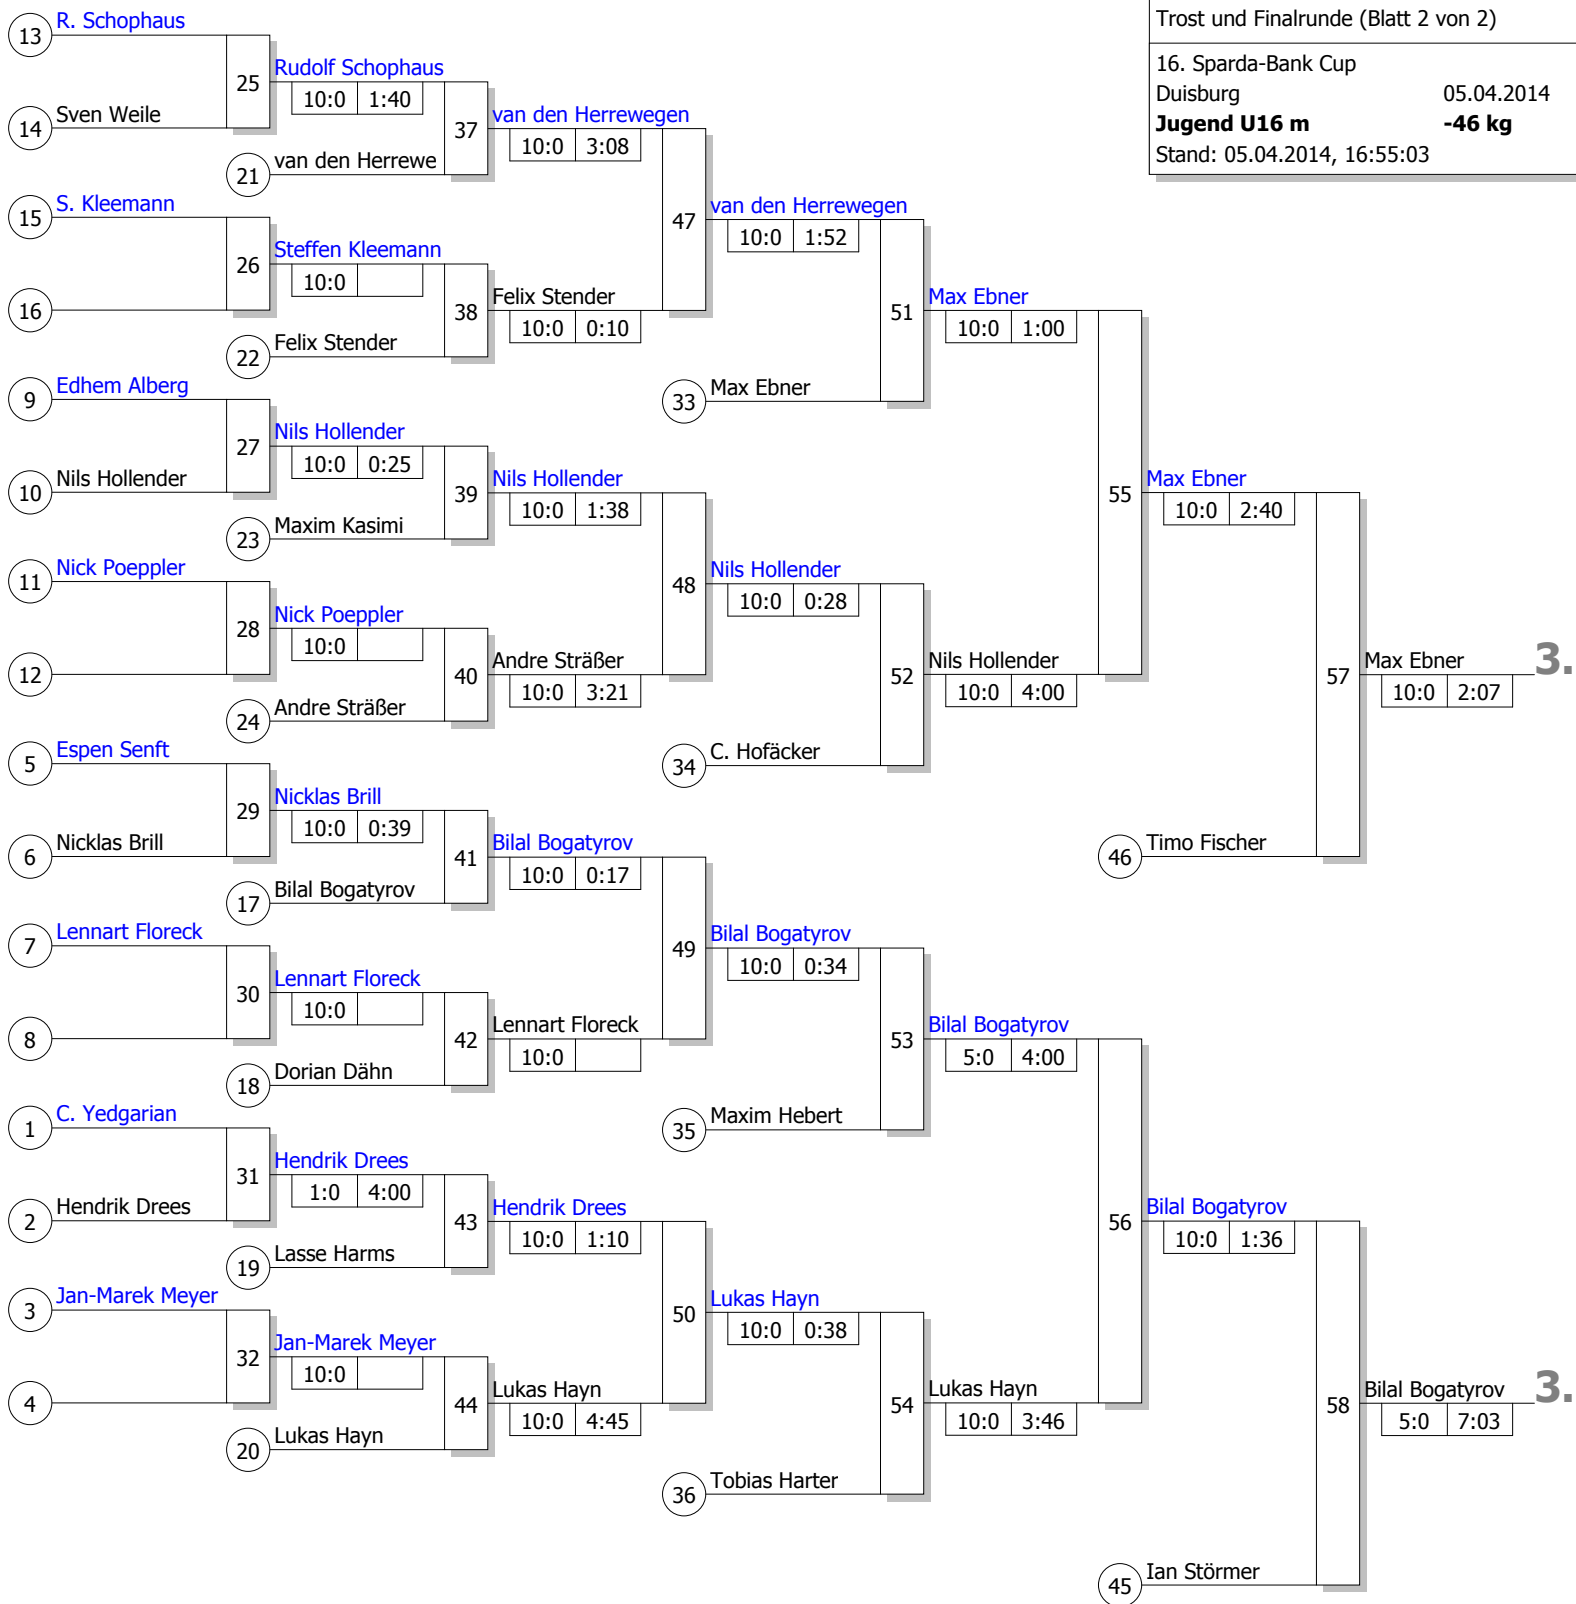 Trost und Finalrunde (Blatt 2 von 2)
16. Sparda-Bank Cup
Duisburg 05.04.2014
Jugend U16 m -46 kg
Stand: 05.04.2014, 16:55:03
13 R. Schophaus
14 Sven Weile
15 S. Kleemann
16
9 Edhem Alberg
10 Nils Hollender
11 Nick Poeppler
12
5 Espen Senft
6 Nicklas Brill
7 Lennart Floreck
8
1 C. Yedgarian
2 Hendrik Drees
3 Jan-Marek Meyer
4
25 Rudolf Schophaus
10:0 1:40
21 van den Herrewe
26 Steffen Kleemann
10:0
22 Felix Stender
27 Nils Hollender
10:0 0:25
23 Maxim Kasimi
28 Nick Poeppler
10:0
24 Andre Sträßer
29 Nicklas Brill
10:0 0:39
17 Bilal Bogatyrov
30 Lennart Floreck
10:0
18 Dorian Dähn
31 Hendrik Drees
1:0 4:00
19 Lasse Harms
32 Jan-Marek Meyer
10:0
20 Lukas Hayn
37 van den Herrewegen
10:0 3:08
38 Felix Stender
10:0 0:10
39 Nils Hollender
10:0 1:38
40 Andre Sträßer
10:0 3:21
41 Bilal Bogatyrov
10:0 0:17
42 Lennart Floreck
10:0
43 Hendrik Drees
10:0 1:10
44 Lukas Hayn
10:0 4:45
47 van den Herrewegen
10:0 1:52
33 Max Ebner
48 Nils Hollender
10:0 0:28
34 C. Hofäcker
49 Bilal Bogatyrov
10:0 0:34
35 Maxim Hebert
50 Lukas Hayn
10:0 0:38
36 Tobias Harter
51 Max Ebner
10:0 1:00
52 Nils Hollender
10:0 4:00
53 Bilal Bogatyrov
5:0 4:00
54 Lukas Hayn
10:0 3:46
55 Max Ebner
10:0 2:40
46 Timo Fischer
56 Bilal Bogatyrov
10:0 1:36
45 Ian Störmer
57 Max Ebner 3.
10:0 2:07
58 Bilal Bogatyrov 3.
5:0 7:03